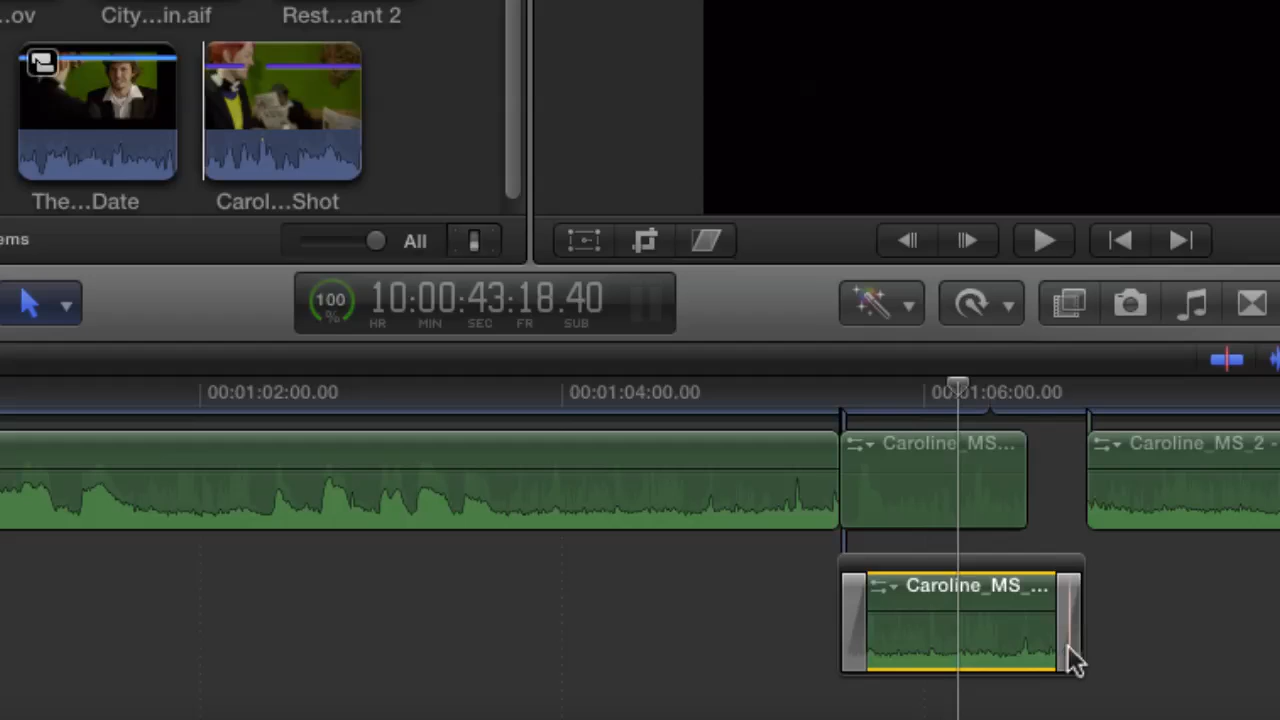 ...ov
City...in.aif
Rest...ant 2
The...Date
Carol...Shot
ems
All
100
%
10:00:43:18.40
HR MIN SEC FR SUB
00:01:02:00.00
00:01:04:00.00
00:01:06:00.00
Caroline_MS...
Caroline_MS_2 -
Caroline_MS_...